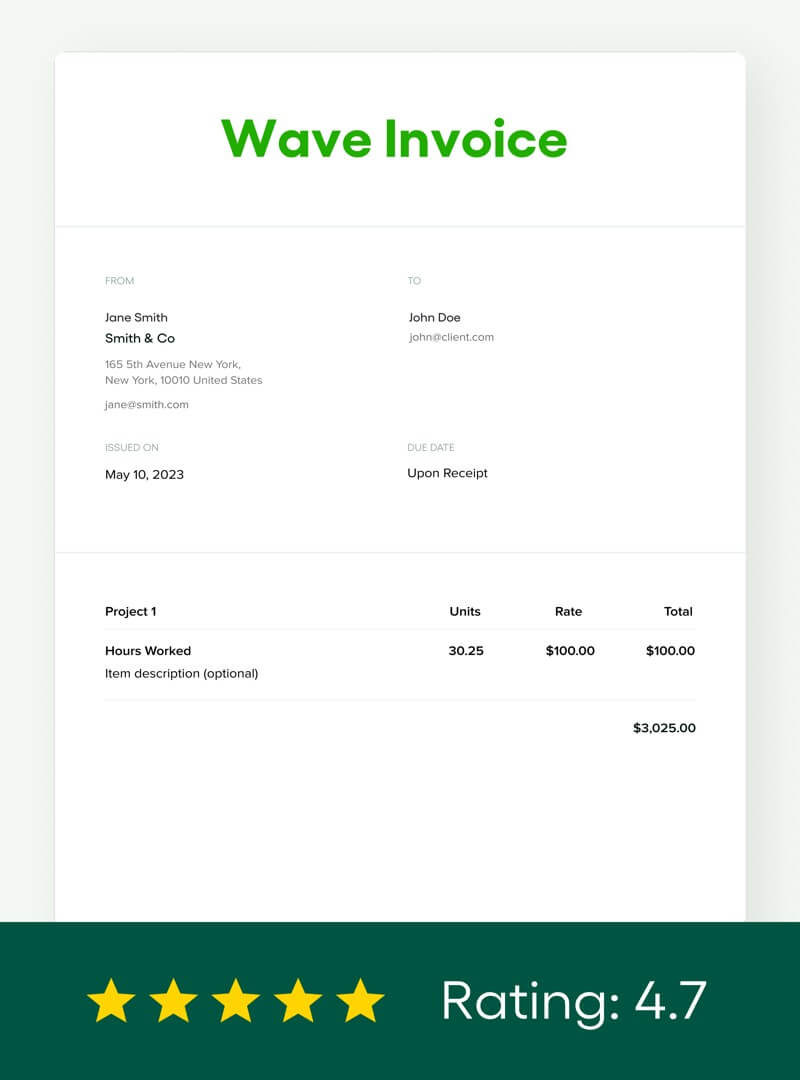 Wave Invoice
FROM
TO
Jane Smith
John Doe
Smith & Co
john@client.com
165 5th Avenue New York,
New York, 10010 United States
jane@smith.com
ISSUED ON
DUE DATE
May 10, 2023
Upon Receipt
Project 1 Units Rate Total
Hours Worked 30.25 $100.00 $100.00
Item description (optional)
$3,025.00
Rating: 4.7